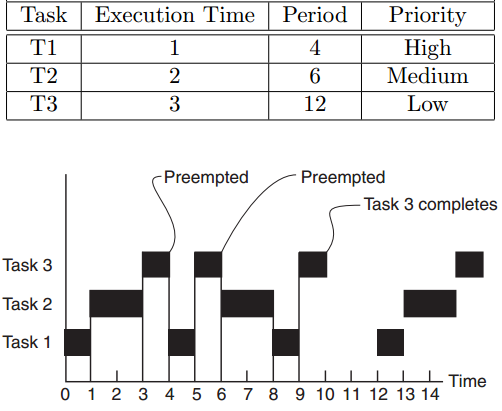 Task Execution Time Period Priority
T1 1 4 High
T2 2 6 Medium
T3 3 12 Low
Preempted Preempted
Task 3 completes
Task 3
Task 2
Task 1
Time
0 1 2 3 4 5 6 7 8 9 10 11 12 13 14